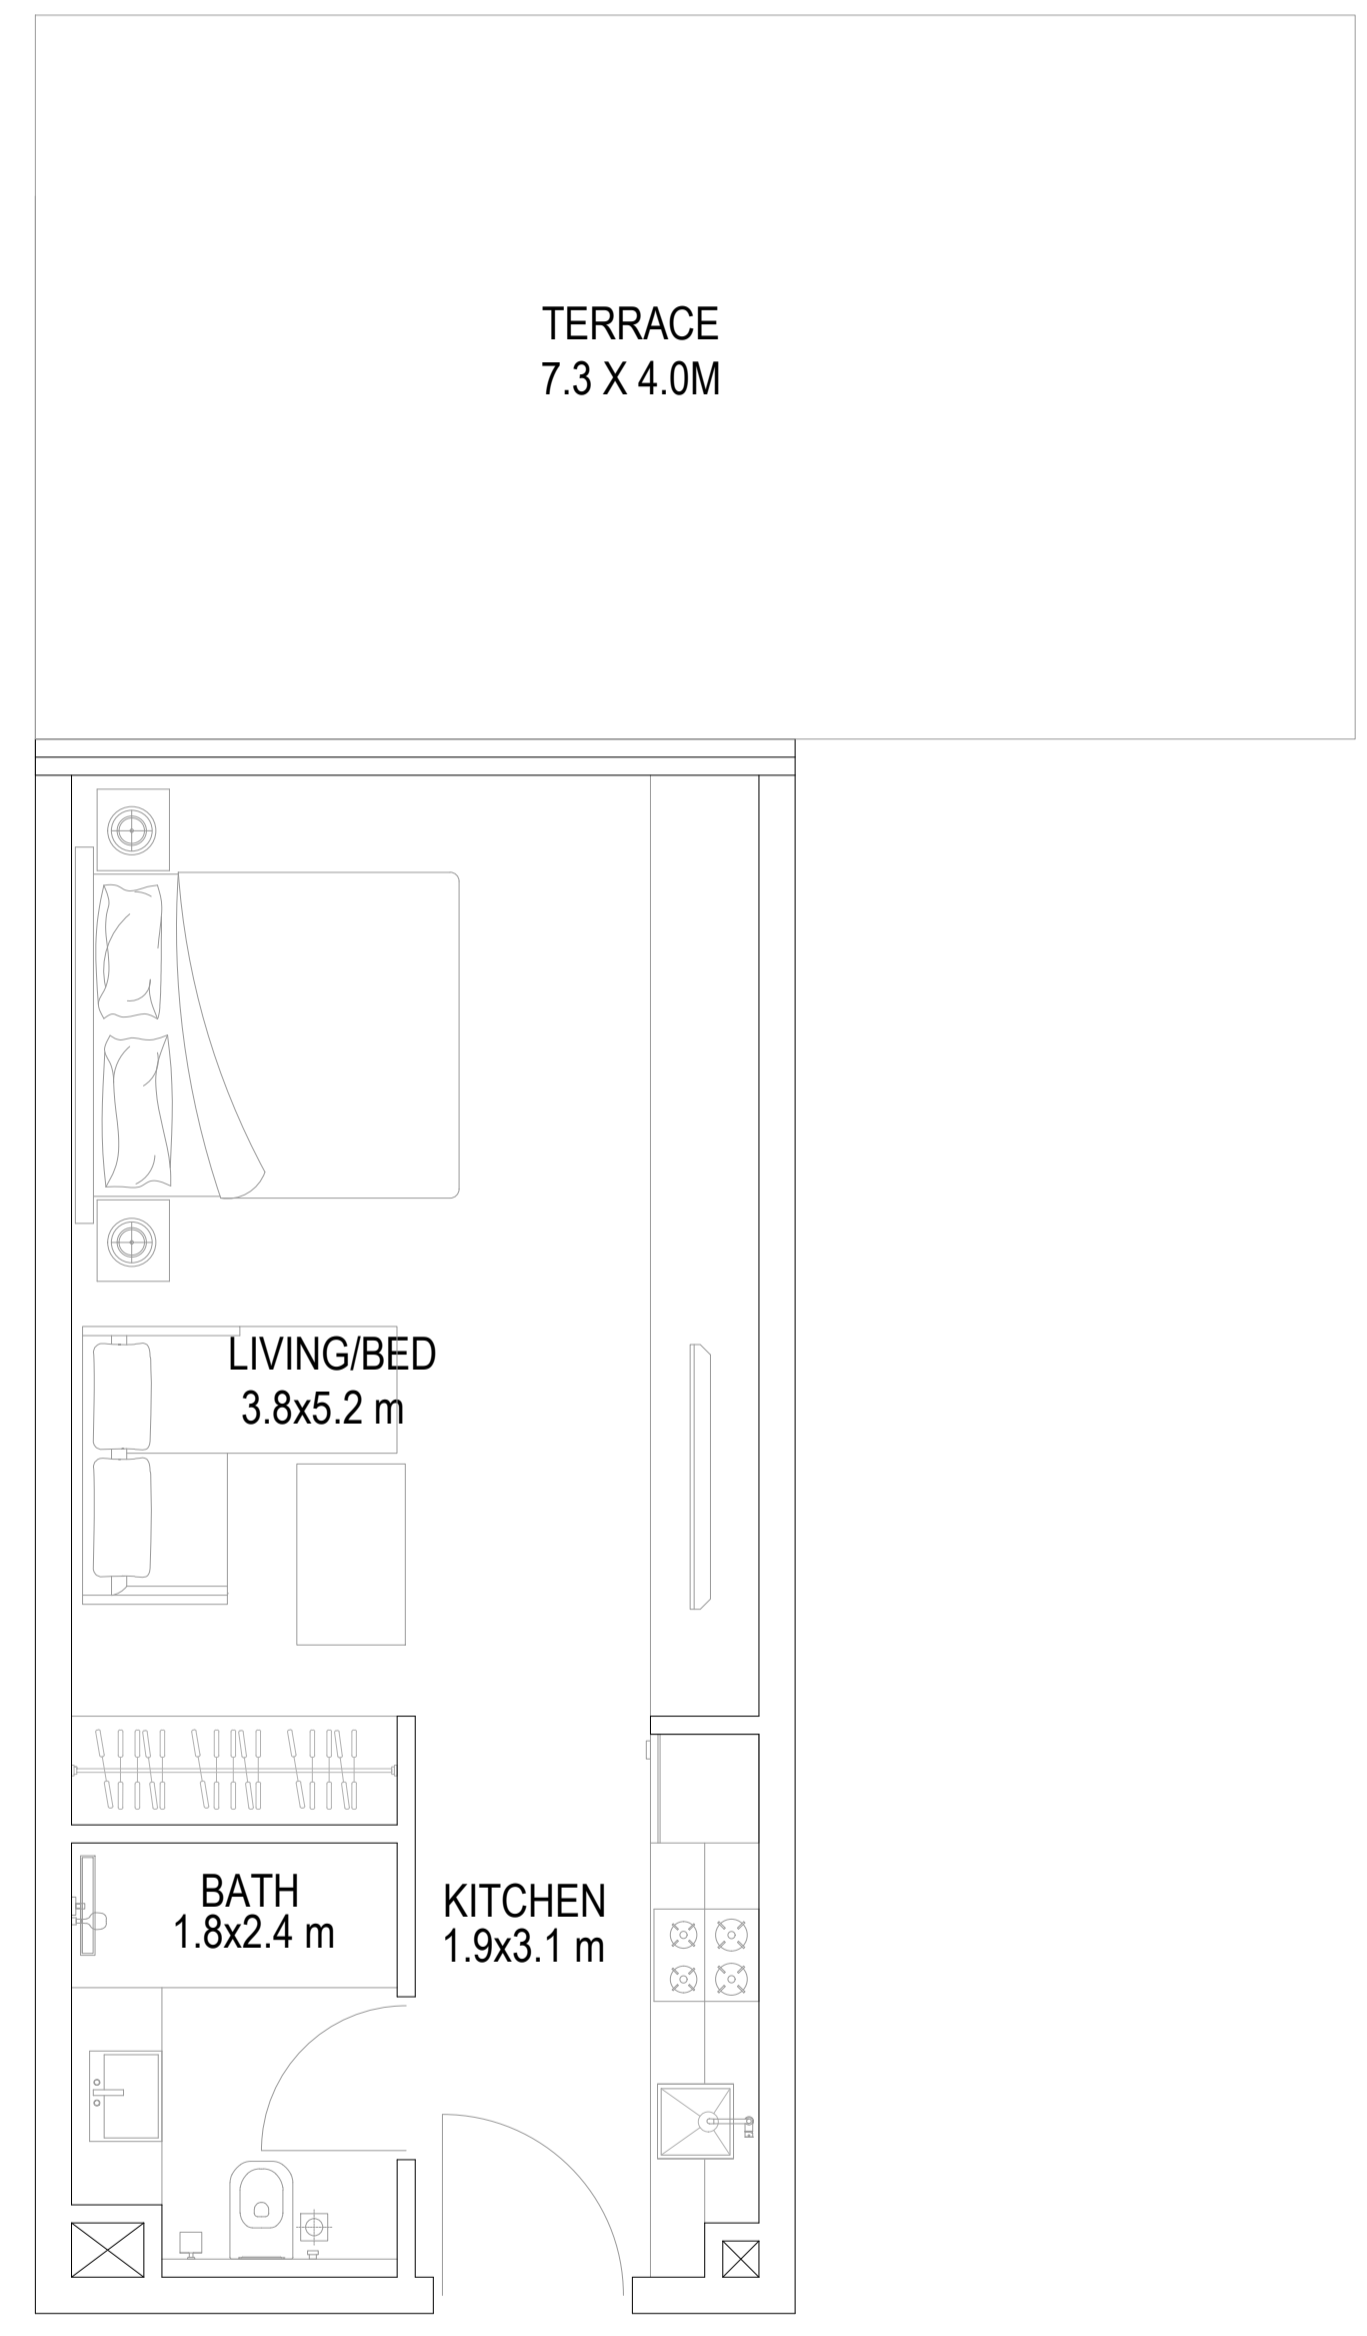 TERRACE
7.3 X 4.0M
LIVING/BED
3.8x5.2 m
BATH
1.8x2.4 m
KITCHEN
1.9x3.1 m